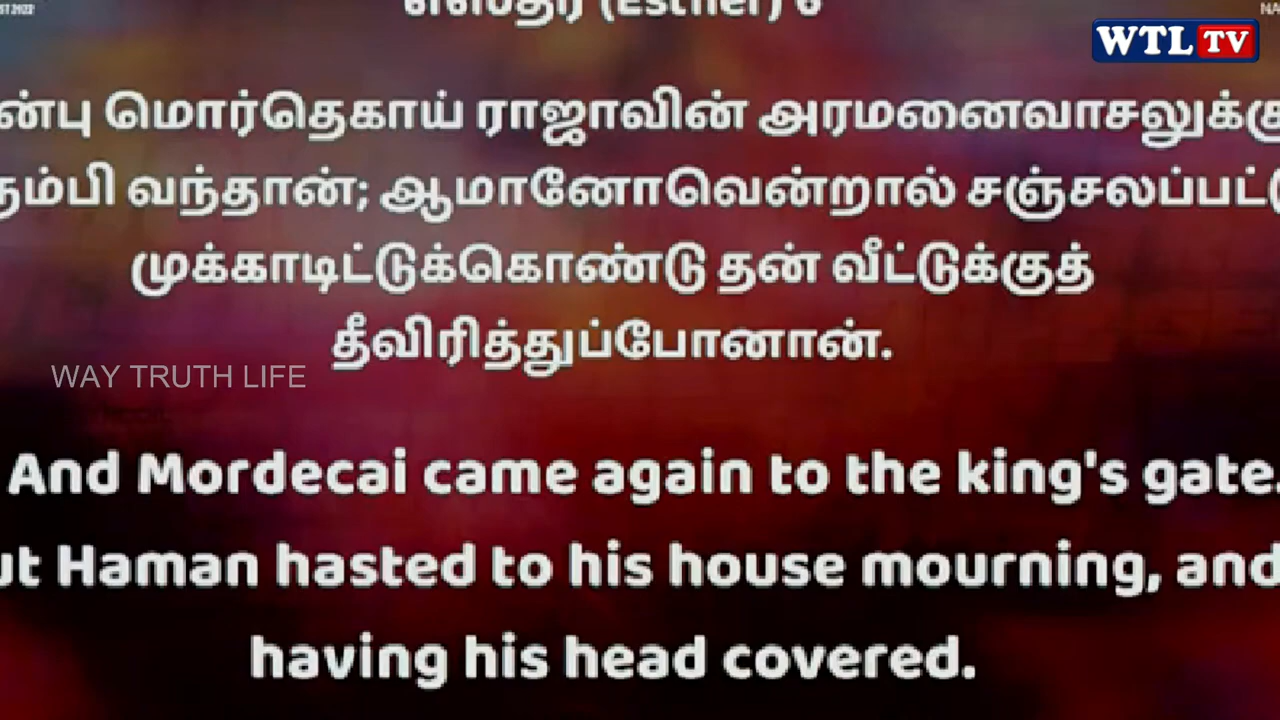 எஸ்தர் (Esther) 6
WTL TV
ன்பு மொர்தெகாய் ராஜாவின் அரமனைவாசலுக்கு
ம்பி வந்தான்; ஆமானோவென்றால் சஞ்சலப்பட்டு
முக்காடிட்டுக்கொண்டு தன் வீட்டுக்குத்
தீவிரித்துப்போனான்.
WAY TRUTH LIFE
And Mordecai came again to the king's gate.
ut Haman hasted to his house mourning, and
having his head covered.